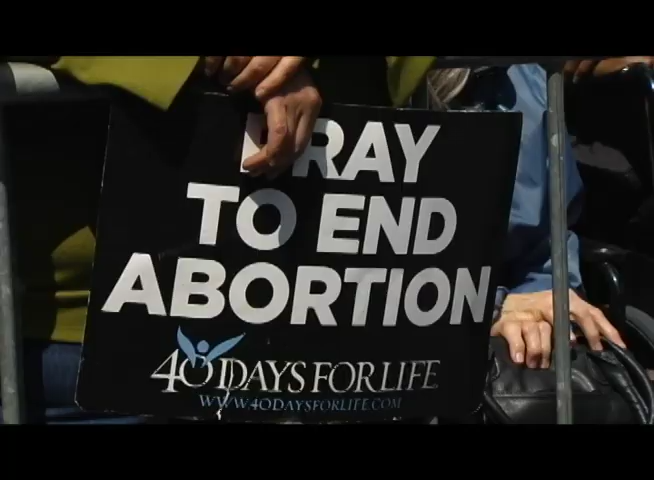 PRAY
TO END
ABORTION
40 DAYS FOR LIFE
WWW.40DAYSFORLIFE.COM